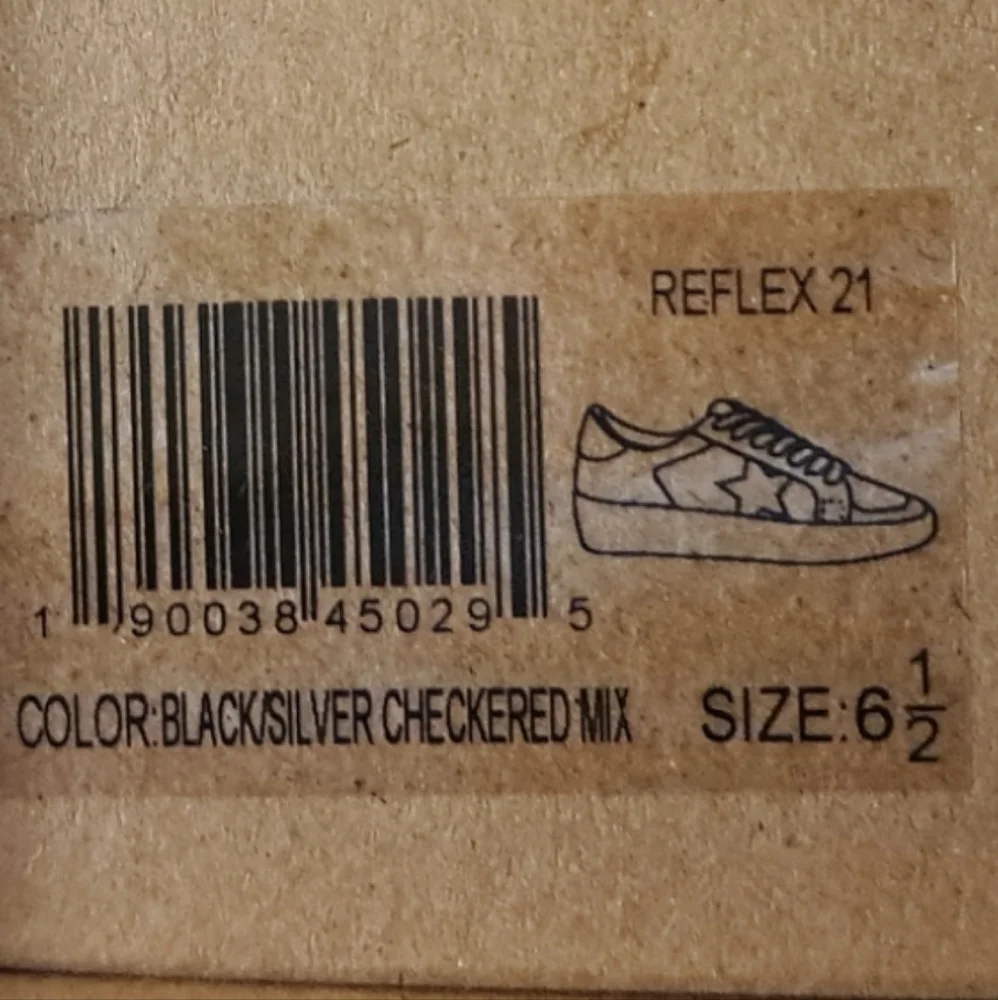 REFLEX 21
1 90038 45029 5
COLOR:BLACK/SILVER CHECKERED MIX
SIZE:6 1/2